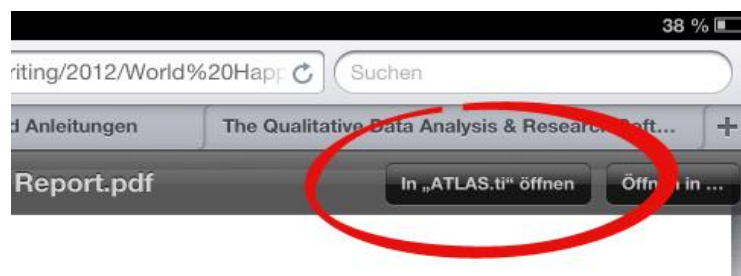 38 %
riting/2012/World%20Happ
Suchen
d Anleitungen
The Qualitative Data Analysis & Research Soft...
+
Report.pdf
In „ATLAS.ti“ öffnen
Öffnen in ...